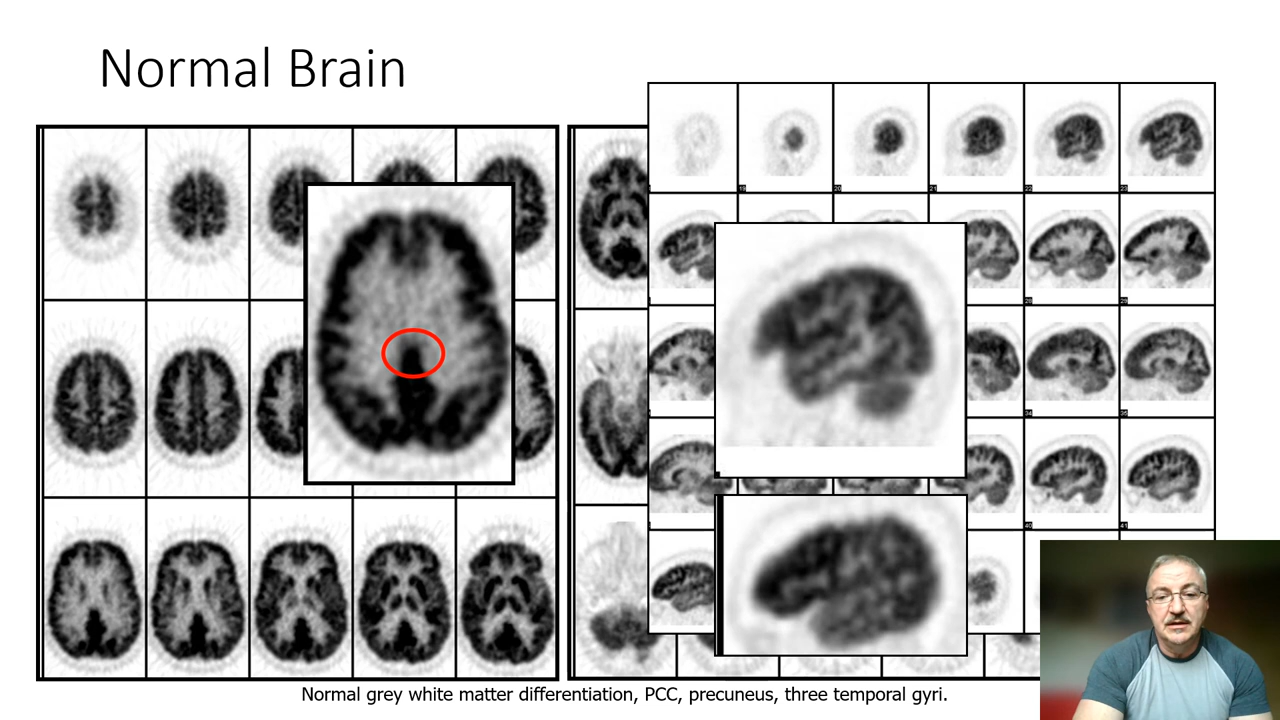 Normal Brain
Normal grey white matter differentiation, PCC, precuneus, three temporal gyri.